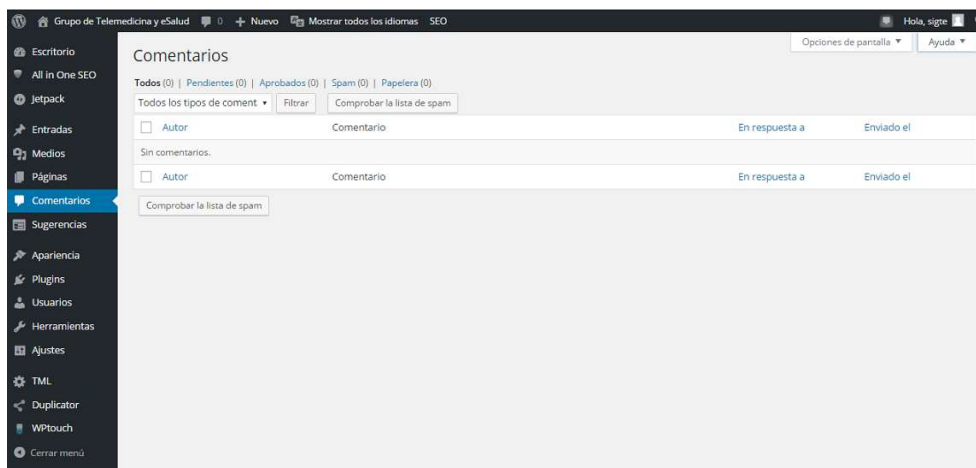 Grupo de Telemedicina y eSalud 0 Nuevo Mostrar todos los idiomas SEO Hola, sigte
Opciones de pantalla Ayuda
Escritorio
All in One SEO
Jetpack
Entradas
Medios
Páginas
Comentarios
Sugerencias
Apariencia
Plugins
Usuarios
Herramientas
Ajustes
TML
Duplicator
WPtouch
Cerrar menú
Comentarios
Todos (0) | Pendientes (0) | Aprobados (0) | Spam (0) | Papelera (0)
Todos los tipos de coment Filtrar Comprobar la lista de spam
Autor Comentario En respuesta a Enviado el
Sin comentarios.
Autor Comentario En respuesta a Enviado el
Comprobar la lista de spam